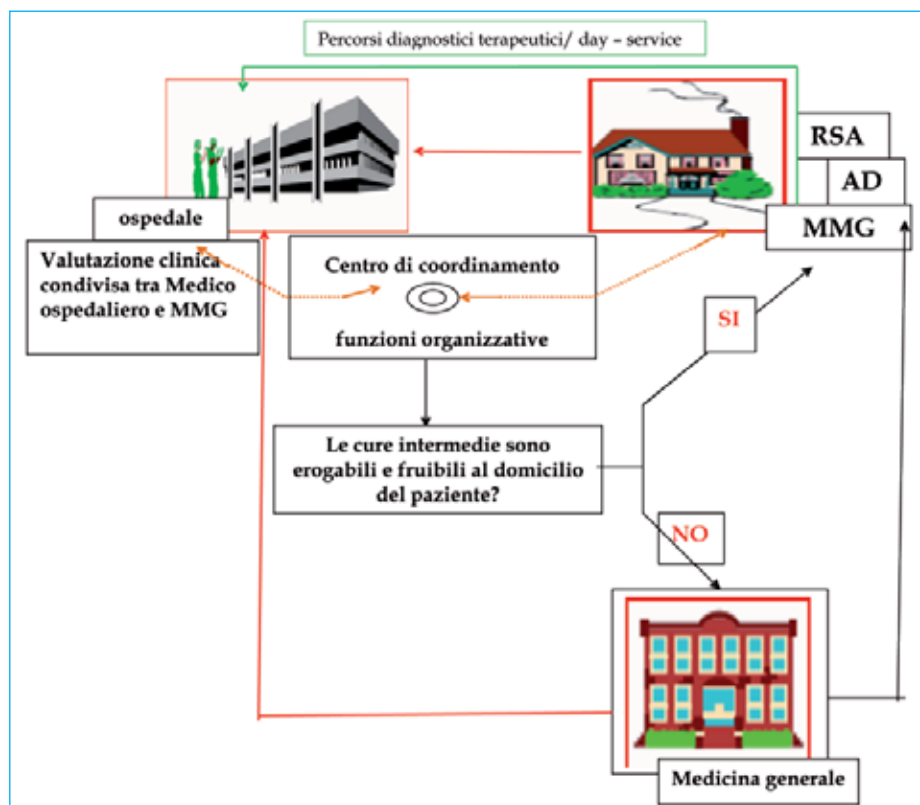 Percorsi diagnostici terapeutici/ day – service
RSA
AD
MMG
ospedale
Valutazione clinica
condivisa tra Medico
ospedaliero e MMG
Centro di coordinamento
funzioni organizzative
SI
Le cure intermedie sono
erogabili e fruibili al domicilio
del paziente?
NO
Medicina generale